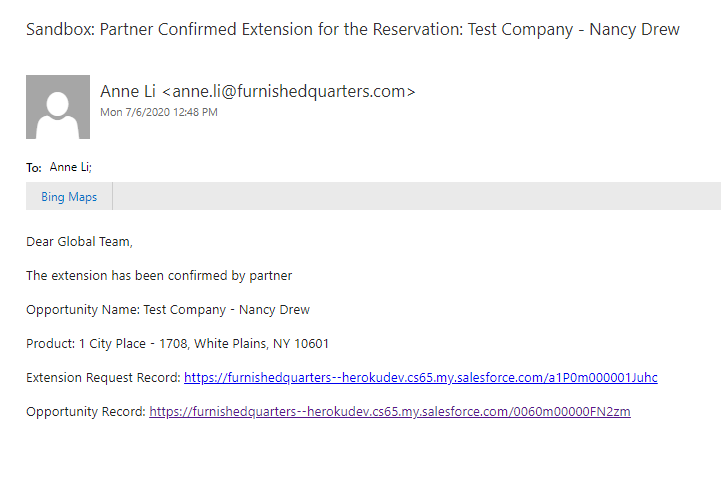 Sandbox: Partner Confirmed Extension for the Reservation: Test Company - Nancy Drew
Anne Li <anne.li@furnishedquarters.com>
Mon 7/6/2020 12:48 PM
To: Anne Li;
Bing Maps
Dear Global Team,
The extension has been confirmed by partner
Opportunity Name: Test Company - Nancy Drew
Product: 1 City Place - 1708, White Plains, NY 10601
Extension Request Record: https://furnishedquarters--herokudev.cs65.my.salesforce.com/a1P0m000001Juhc
Opportunity Record: https://furnishedquarters--herokudev.cs65.my.salesforce.com/0060m00000FN2zm